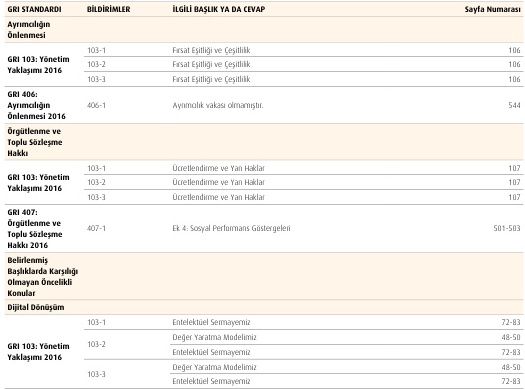 GRI STANDARDI BİLDİRİMLER İLGİLİ BAŞLIK YA DA CEVAP Sayfa Numarası
Ayrımcılığın
Önlenmesi
GRI 103: Yönetim
Yaklaşımı 2016
103-1 Fırsat Eşitliği ve Çeşitlilik 106
103-2 Fırsat Eşitliği ve Çeşitlilik 106
103-3 Fırsat Eşitliği ve Çeşitlilik 106
GRI 406:
Ayrımcılığın
Önlenmesi 2016
406-1 Ayrımcılık vakası olmamıştır. 544
Örgütlenme ve
Toplu Sözleşme
Hakkı
GRI 103: Yönetim
Yaklaşımı 2016
103-1 Ücretlendirme ve Yan Haklar 107
103-2 Ücretlendirme ve Yan Haklar 107
103-3 Ücretlendirme ve Yan Haklar 107
GRI 407:
Örgütlenme ve
Toplu Sözleşme
Hakkı 2016
407-1 Ek 4: Sosyal Performans Göstergeleri 501-503
Belirlenmiş
Başlıklarda Karşılığı
Olmayan Öncelikli
Konular
Dijital Dönüşüm
GRI 103: Yönetim
Yaklaşımı 2016
103-1 Entelektüel Sermayemiz 72-83
103-2 Değer Yaratma Modelimiz 48-50
Entelektüel Sermayemiz 72-83
103-3 Değer Yaratma Modelimiz 48-50
Entelektüel Sermayemiz 72-83